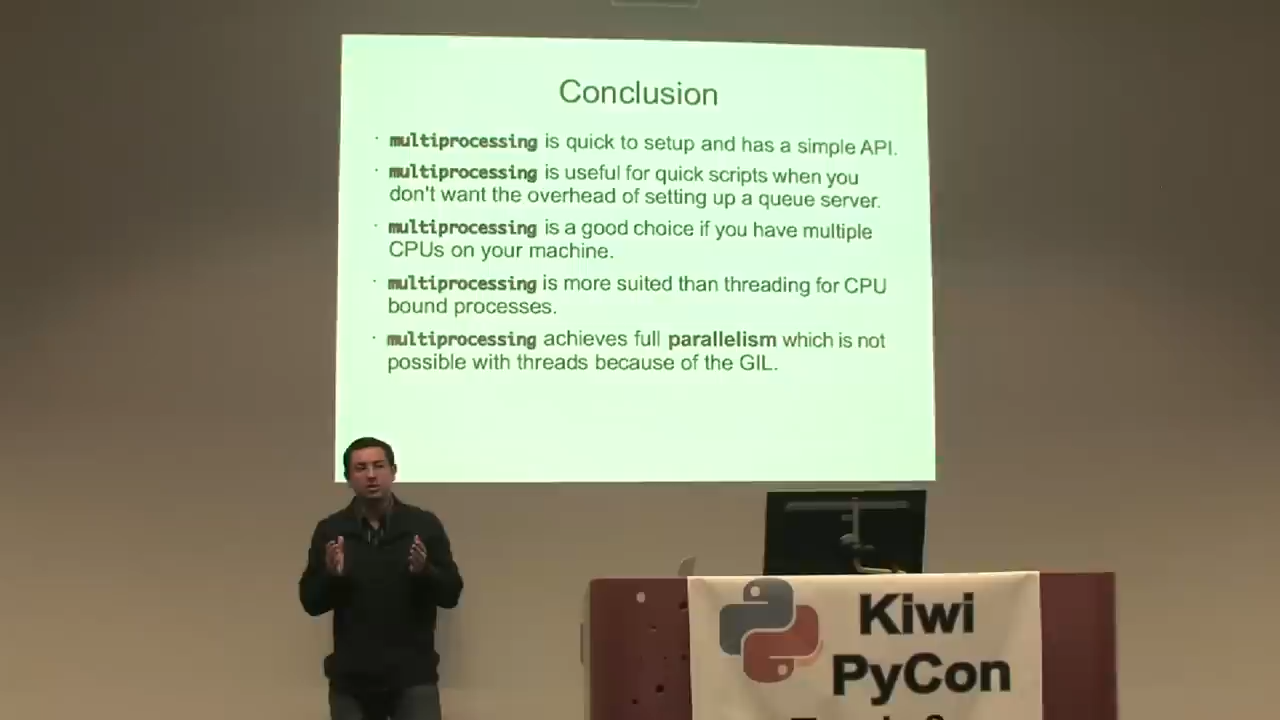 Conclusion
· multiprocessing is quick to setup and has a simple API.
· multiprocessing is useful for quick scripts when you
don't want the overhead of setting up a queue server.
· multiprocessing is a good choice if you have multiple
CPUs on your machine.
· multiprocessing is more suited than threading for CPU
bound processes.
· multiprocessing achieves full parallelism which is not
possible with threads because of the GIL.
Kiwi
PyCon